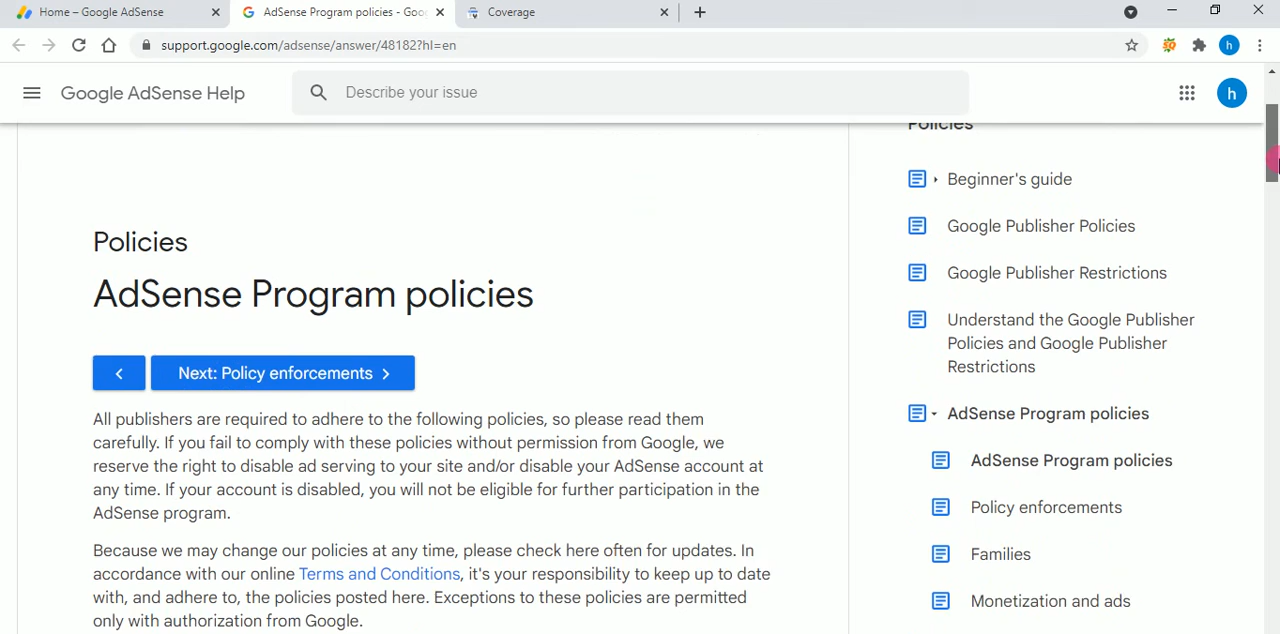 Home – Google AdSense
AdSense Program policies - Goo
Coverage
support.google.com/adsense/answer/48182?hl=en
h
Google AdSense Help
Describe your issue
h
Policies
Beginner's guide
Google Publisher Policies
Google Publisher Restrictions
Understand the Google Publisher
Policies and Google Publisher
Restrictions
AdSense Program policies
AdSense Program policies
Policy enforcements
Families
Monetization and ads
Policies
AdSense Program policies
Next: Policy enforcements
All publishers are required to adhere to the following policies, so please read them
carefully. If you fail to comply with these policies without permission from Google, we
reserve the right to disable ad serving to your site and/or disable your AdSense account at
any time. If your account is disabled, you will not be eligible for further participation in the
AdSense program.
Because we may change our policies at any time, please check here often for updates. In
accordance with our online Terms and Conditions, it's your responsibility to keep up to date
with, and adhere to, the policies posted here. Exceptions to these policies are permitted
only with authorization from Google.